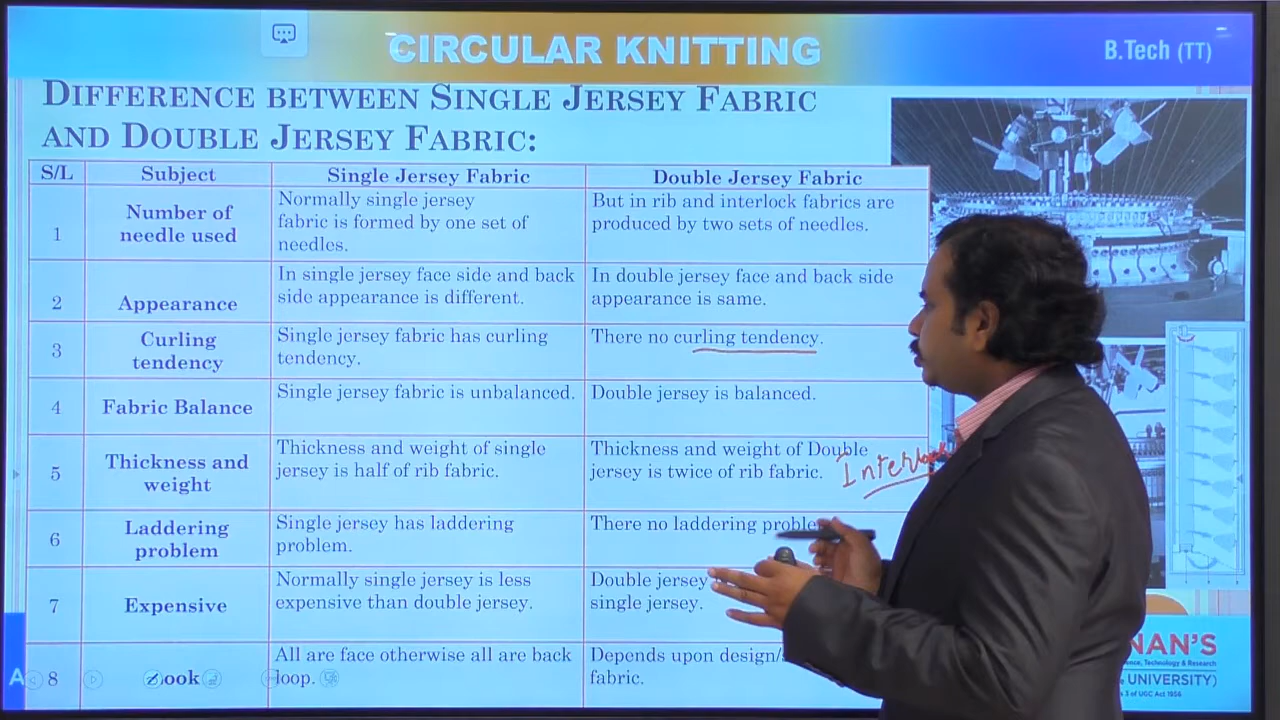 CIRCULAR KNITTING
B.Tech (TT)
DIFFERENCE BETWEEN SINGLE JERSEY FABRIC
AND DOUBLE JERSEY FABRIC:
S/L Subject Single Jersey Fabric Double Jersey Fabric
1
Number of
needle used
Normally single jersey
fabric is formed by one set of
needles.
But in rib and interlock fabrics are
produced by two sets of needles.
2
Appearance
In single jersey face side and back
side appearance is different.
In double jersey face and back side
appearance is same.
3
Curling
tendency
Single jersey fabric has curling
tendency.
There no curling tendency.
4
Fabric Balance
Single jersey fabric is unbalanced.
Double jersey is balanced.
5
Thickness and
weight
Thickness and weight of single
jersey is half of rib fabric.
Thickness and weight of Double
jersey is twice of rib fabric.
Interlock
6
Laddering
problem
Single jersey has laddering
problem.
There no laddering
7
Expensive
Normally single jersey is less
expensive than double jersey.
Double jersey
single jersey.
8
All are face otherwise all are back
loop.
Depends upon design/
fabric.
NAN'S
Technology & Research
UNIVERSITY)
3 of UGC Act 1956